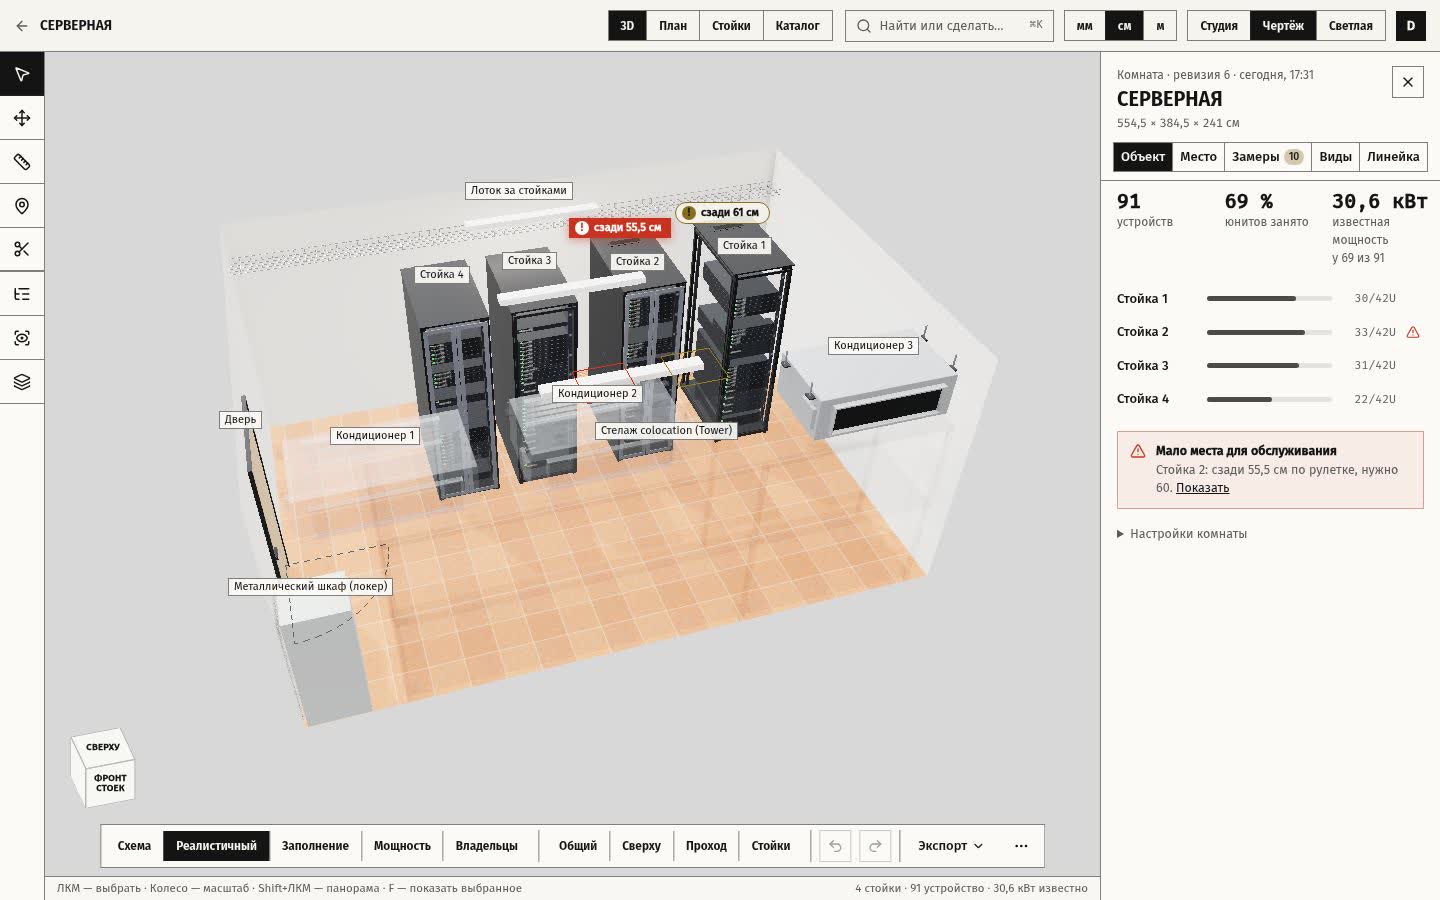 СЕРВЕРНАЯ
3D План Стойки Каталог
Найти или сделать... ⌘K
мм см м
Студия Чертёж Светлая
D
Комната · ревизия 6 · сегодня, 17:31
СЕРВЕРНАЯ
554,5 × 384,5 × 241 см
Объект Место Замеры 10 Виды Линейка
91
устройств
69 %
юнитов занято
30,6 кВт
известная
мощность
у 69 из 91
Стойка 1 30/42U
Стойка 2 33/42U
Стойка 3 31/42U
Стойка 4 22/42U
Мало места для обслуживания
Стойка 2: сзади 55,5 см по рулетке, нужно
60. Показать
Настройки комнаты
Лоток за стойками
сзади 61 см
сзади 55,5 см
Стойка 1
Стойка 2
Стойка 3
Стойка 4
Кондиционер 3
Кондиционер 2
Дверь
Кондиционер 1
Стелаж colocation (Tower)
Металлический шкаф (локер)
СВЕРХУ
ФРОНТ
СТОЕК
Схема Реалистичный Заполнение Мощность Владельцы Общий Сверху Проход Стойки Экспорт
ЛКМ — выбрать · Колесо — масштаб · Shift+ЛКМ — панорама · F — показать выбранное
4 стойки · 91 устройство · 30,6 кВт известно